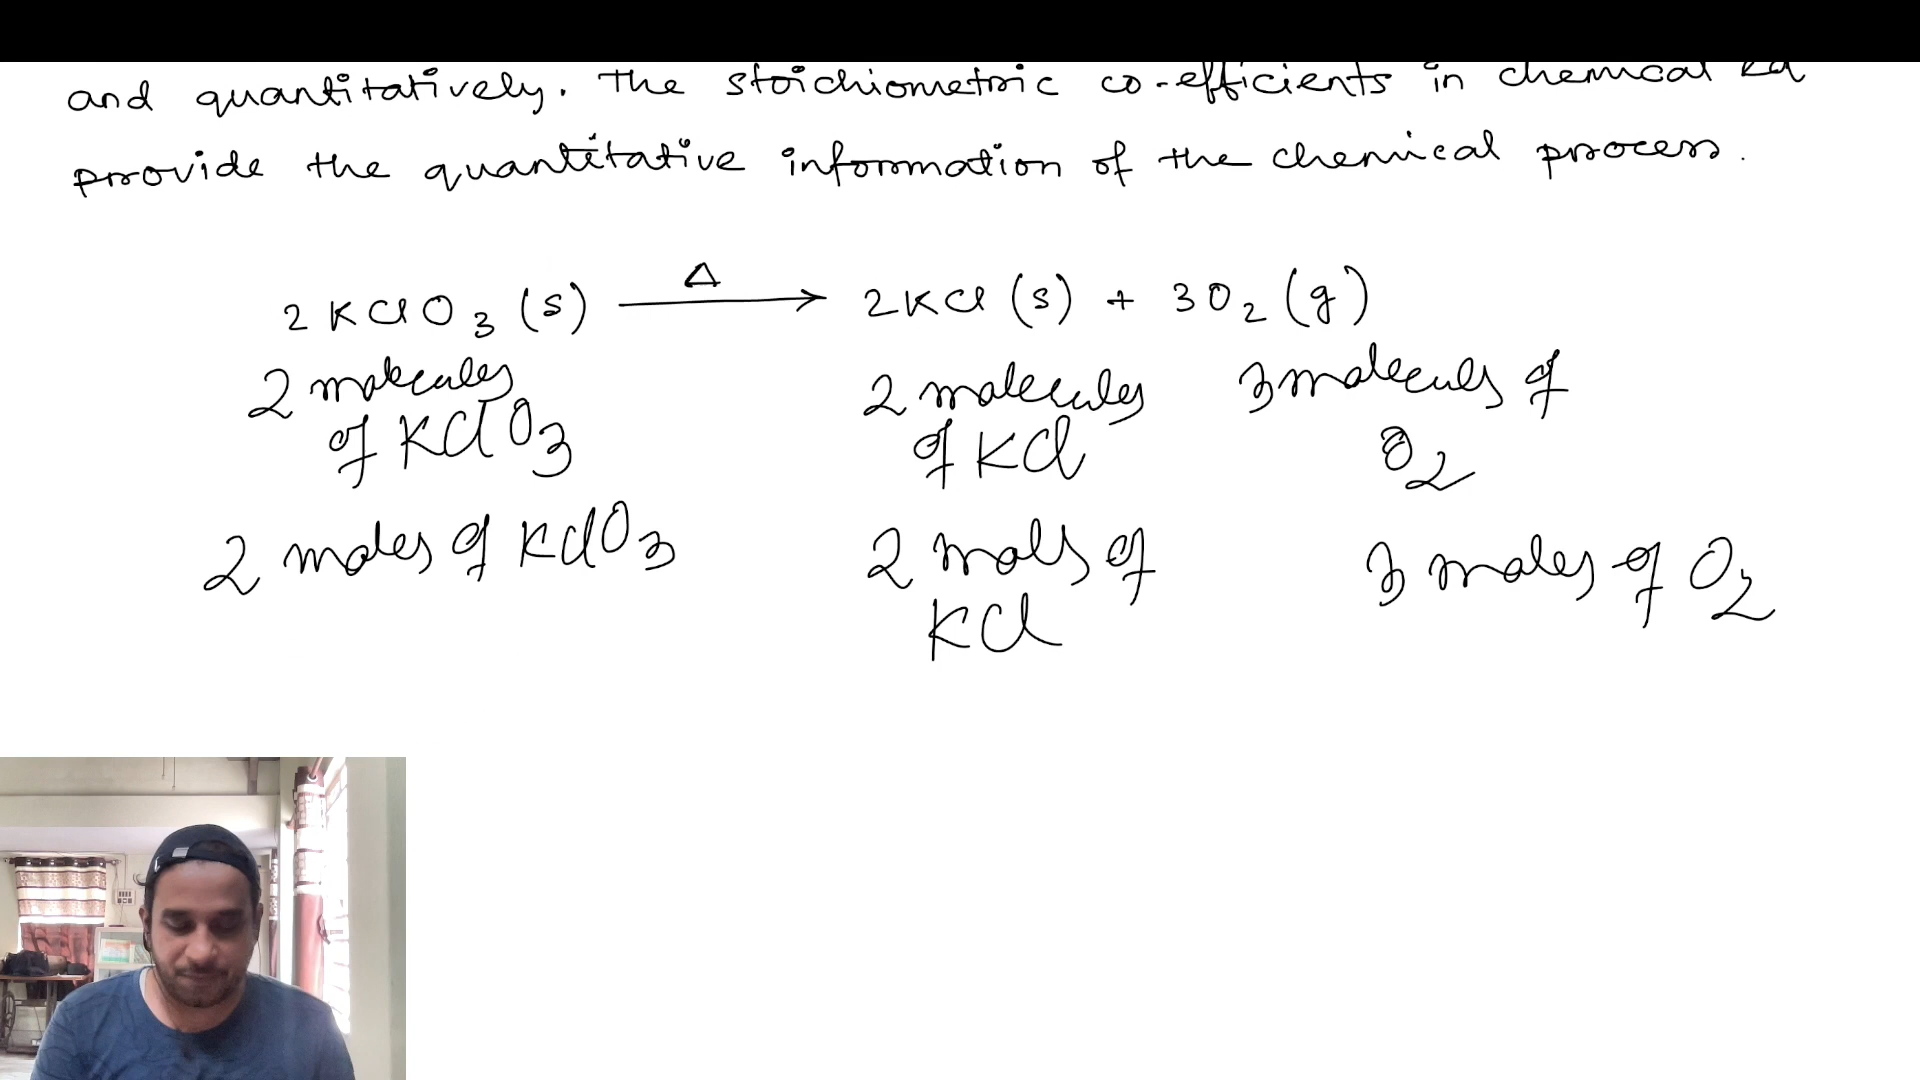 and quantitatively. The stoichiometric co-efficients in chemical Eq
provide the quantitative information of the chemical process.
Δ
2KClO3 (s) ⟶ 2KCl (s) + 3O2 (g)
2 molecules 2 molecules 3 molecules of
of KClO3 of KCl O2
2 moles of KClO3 2 mols of 3 moles of O2
KCl